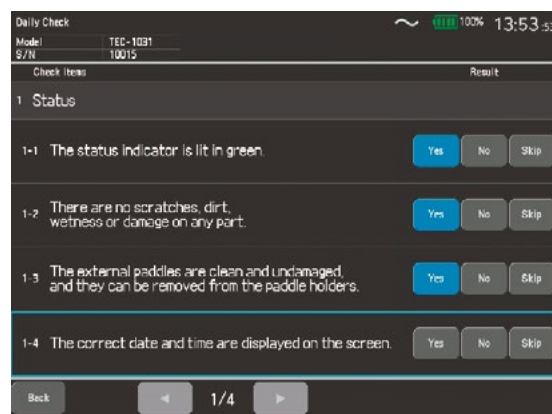 Daily Check 100% 13:53:53
Model TEC-1031
S/N 10015
Check items Result
1 Status
1-1 The status indicator is lit in green. Yes No Skip
1-2 There are no scratches, dirt,
wetness or damage on any part. Yes No Skip
1-3 The external paddles are clean and undamaged,
and they can be removed from the paddle holders. Yes No Skip
1-4 The correct date and time are displayed on the screen. Yes No Skip
Back 1/4